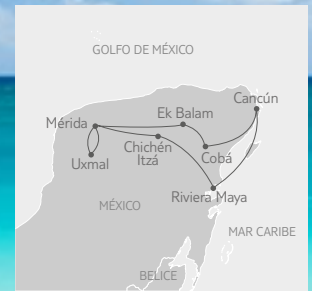 GOLFO DE MÉXICO
Cancún
Ek Balam
Mérida
Chichén
Itzá
Cobá
Uxmal
Riviera Maya
MÉXICO
MAR CARIBE
BELICE